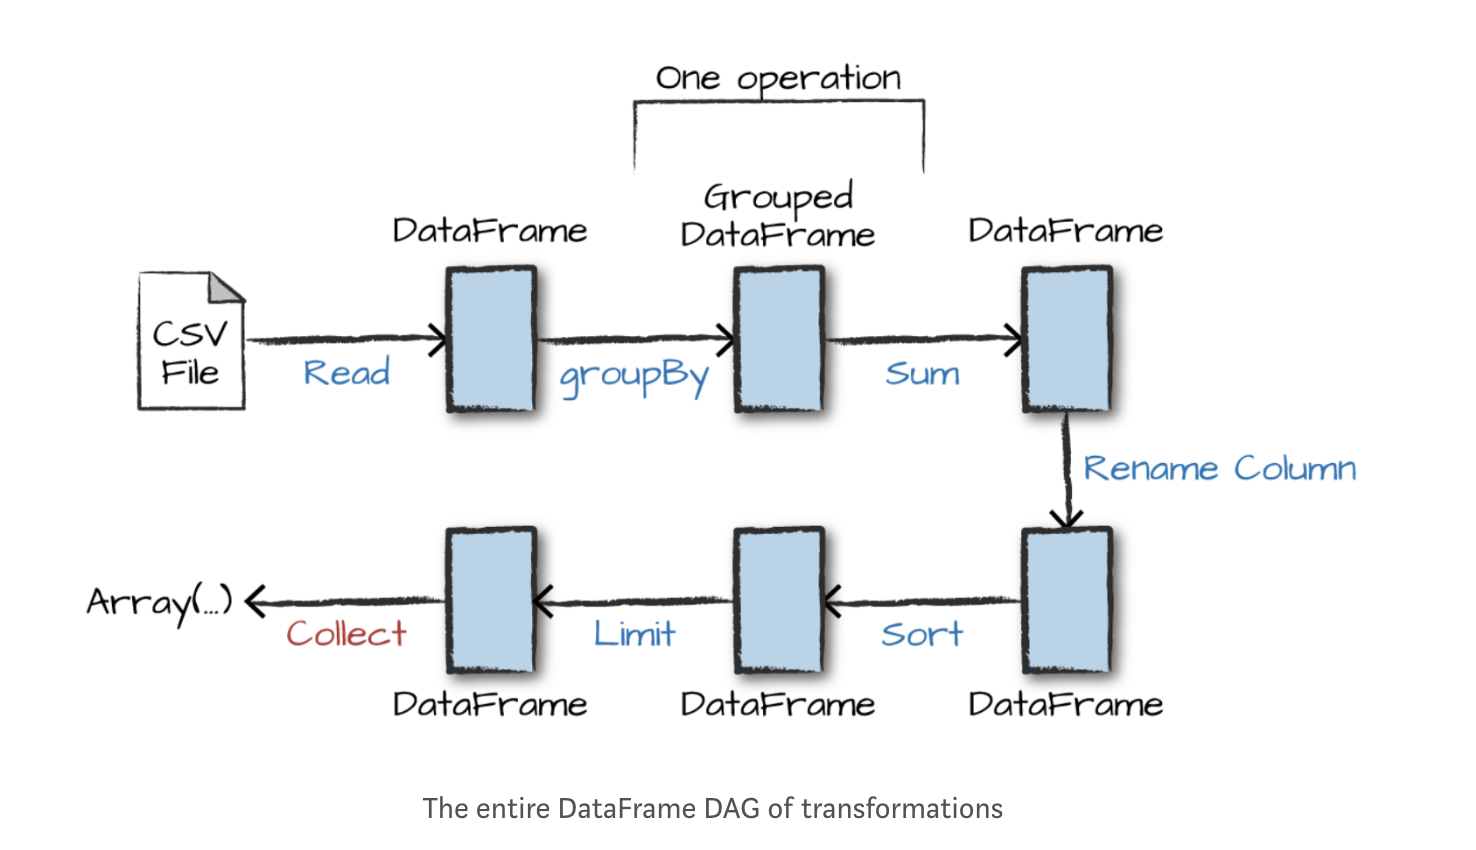 One operation
Grouped
DataFrame
DataFrame
DataFrame
CSV
File
Read
groupBy
Sum
Rename Column
Array(...)
Collect
Limit
Sort
DataFrame
DataFrame
DataFrame
The entire DataFrame DAG of transformations